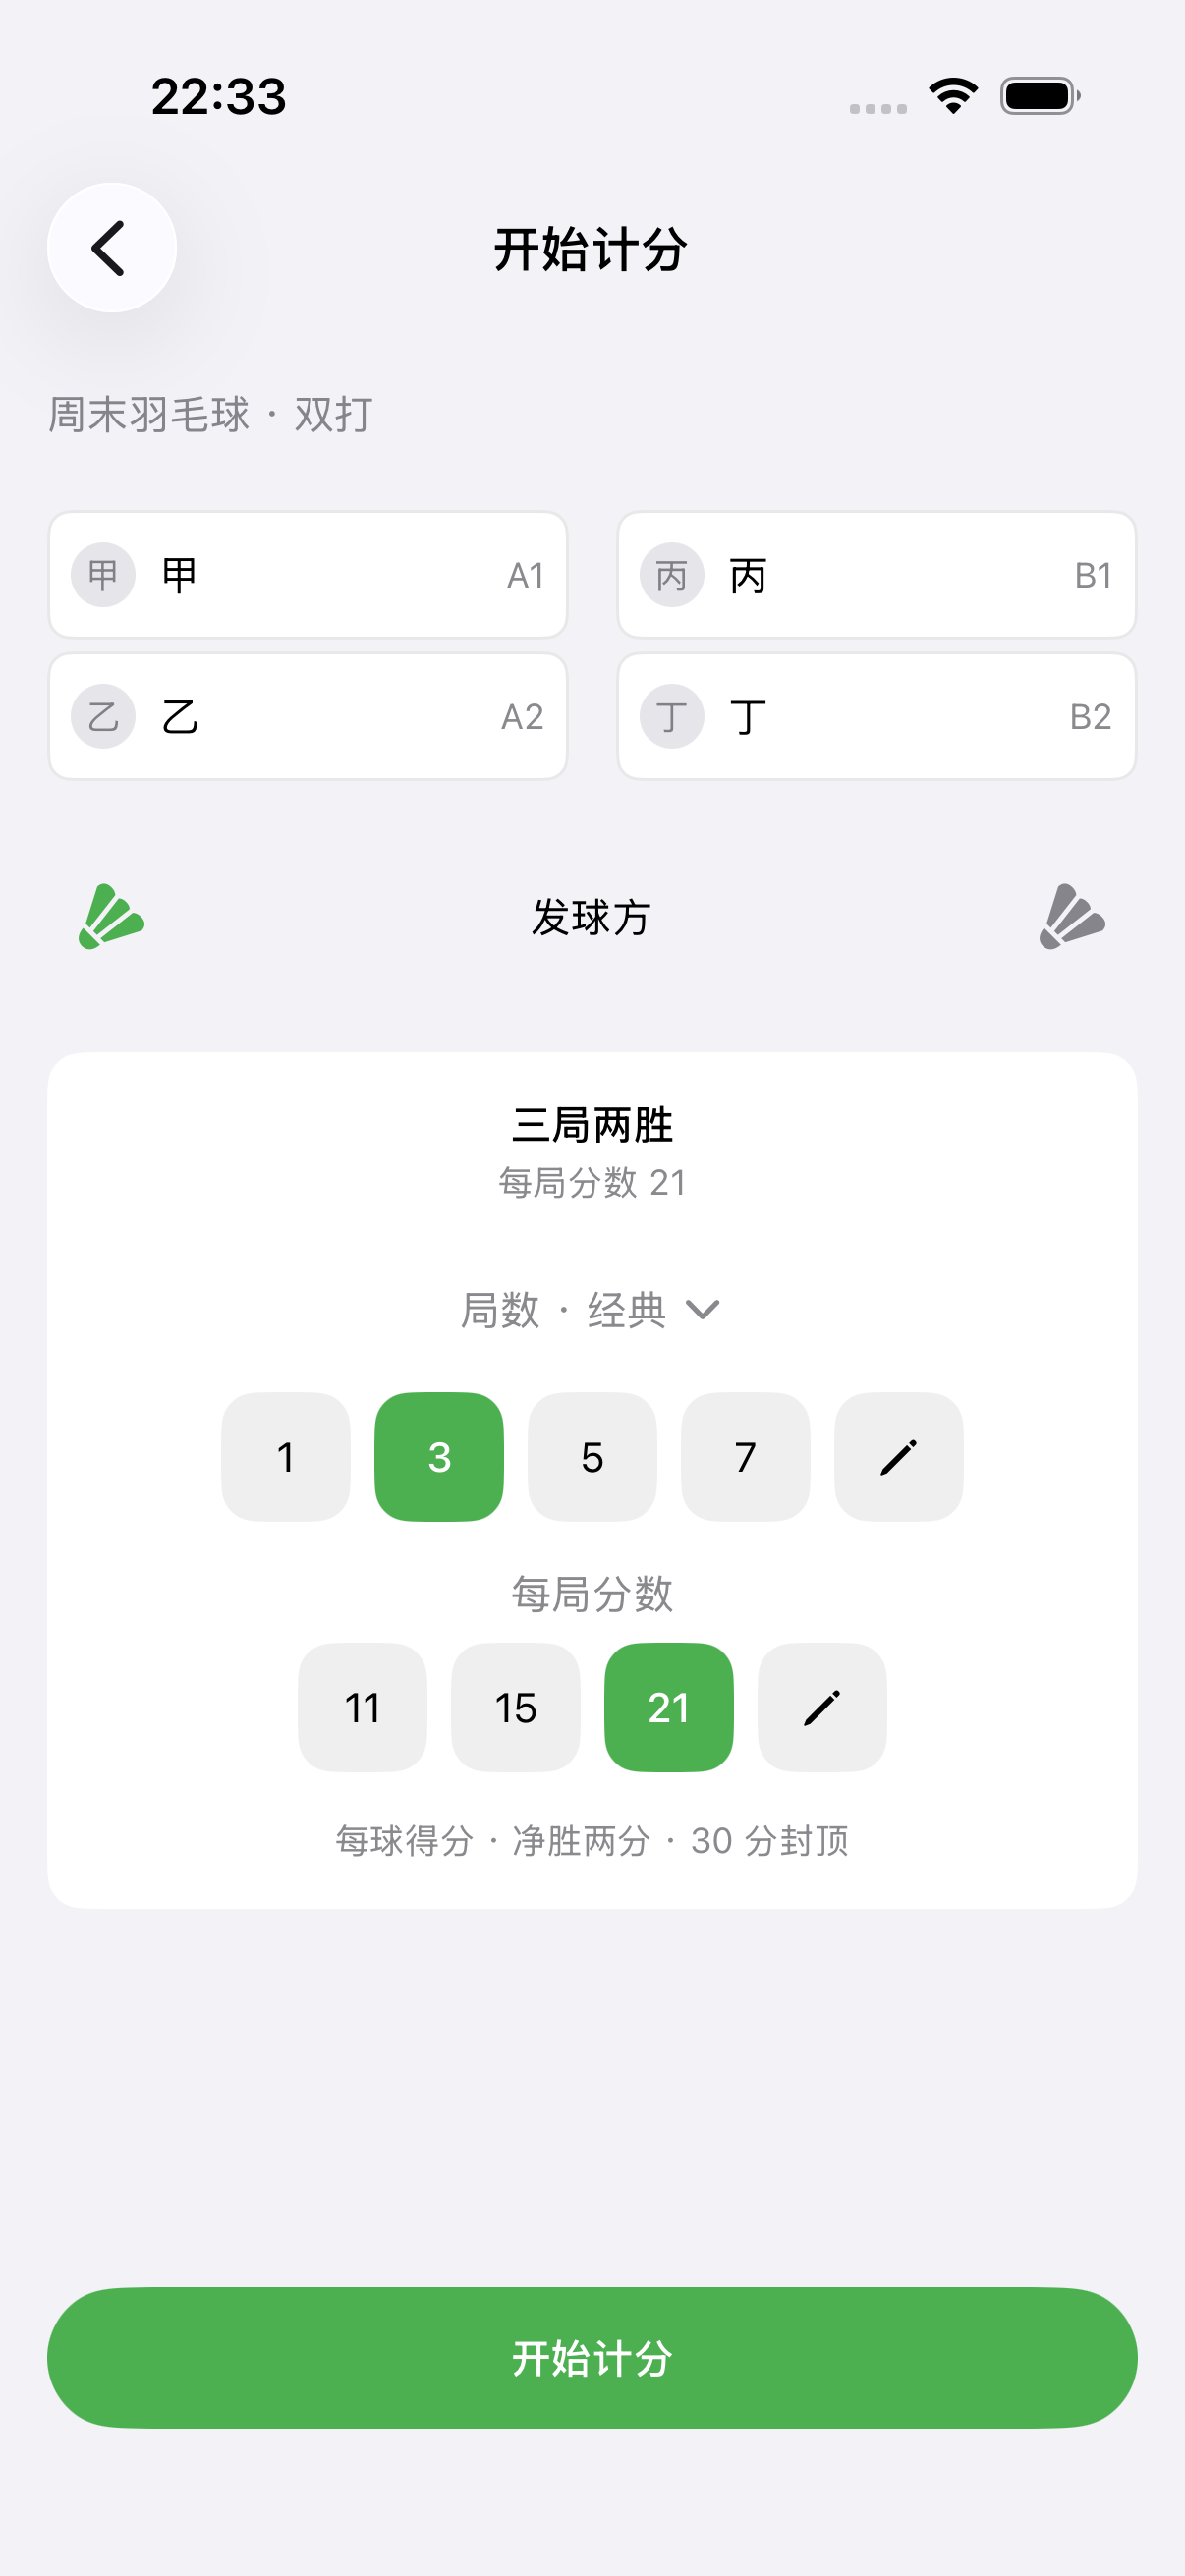 22:33
开始计分
周末羽毛球 · 双打
甲 甲 A1
丙 丙 B1
乙 乙 A2
丁 丁 B2
发球方
三局两胜
每局分数 21
局数 · 经典
1 3 5 7
每局分数
11 15 21
每球得分 · 净胜两分 · 30 分封顶
开始计分